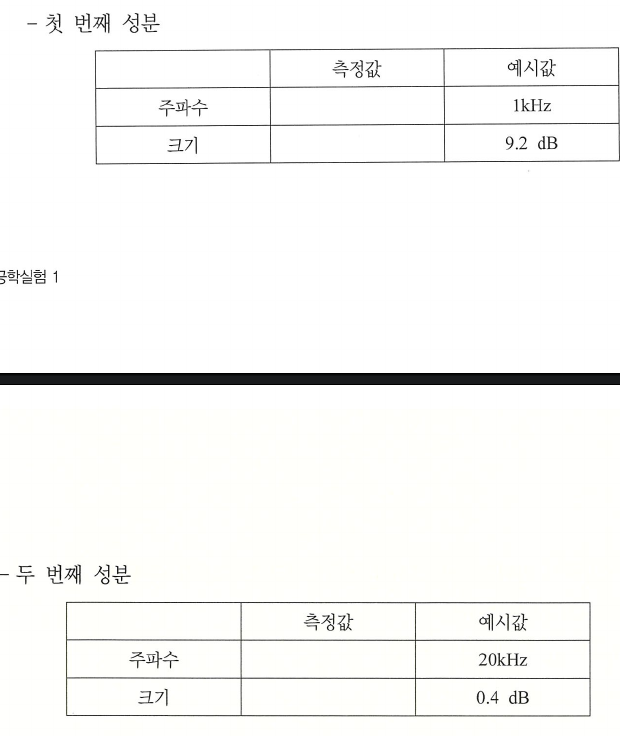 – 첫 번째 성분
측정값 예시값
주파수 1kHz
크기 9.2 dB
공학실험 1
– 두 번째 성분
측정값 예시값
주파수 20kHz
크기 0.4 dB